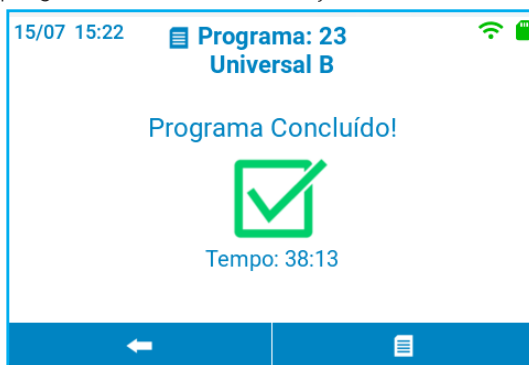 15/07 15:22
Programa: 23
Universal B
Programa Concluído!
Tempo: 38:13